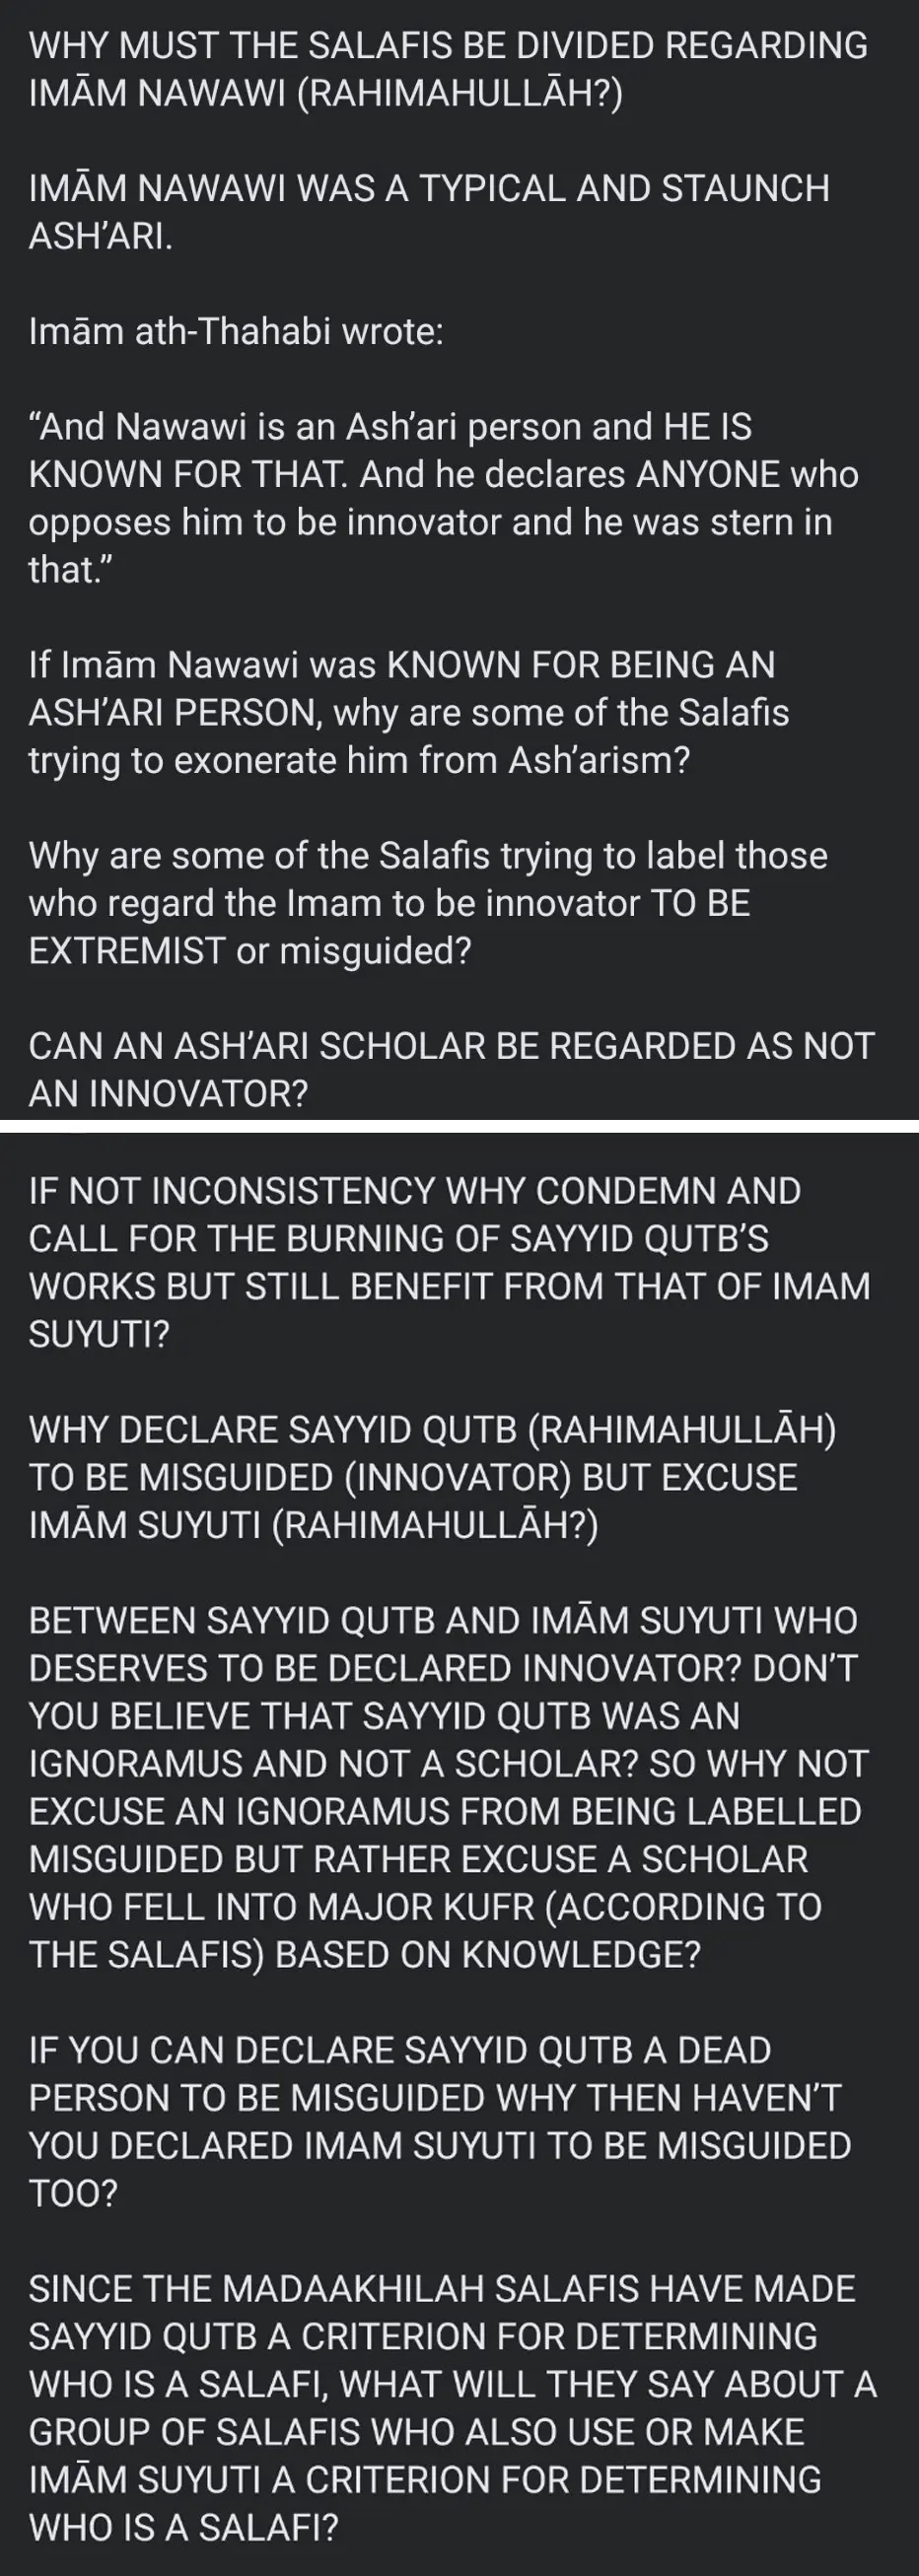 WHY MUST THE SALAFIS BE DIVIDED REGARDING
IMĀM NAWAWI (RAHIMAHULLĀH?)
IMĀM NAWAWI WAS A TYPICAL AND STAUNCH
ASH’ARI.
Imām ath-Thahabi wrote:
“And Nawawi is an Ash’ari person and HE IS
KNOWN FOR THAT. And he declares ANYONE who
opposes him to be innovator and he was stern in
that.”
If Imām Nawawi was KNOWN FOR BEING AN
ASH’ARI PERSON, why are some of the Salafis
trying to exonerate him from Ash’arism?
Why are some of the Salafis trying to label those
who regard the Imam to be innovator TO BE
EXTREMIST or misguided?
CAN AN ASH’ARI SCHOLAR BE REGARDED AS NOT
AN INNOVATOR?
IF NOT INCONSISTENCY WHY CONDEMN AND
CALL FOR THE BURNING OF SAYYID QUTB’S
WORKS BUT STILL BENEFIT FROM THAT OF IMAM
SUYUTI?
WHY DECLARE SAYYID QUTB (RAHIMAHULLĀH)
TO BE MISGUIDED (INNOVATOR) BUT EXCUSE
IMĀM SUYUTI (RAHIMAHULLĀH?)
BETWEEN SAYYID QUTB AND IMĀM SUYUTI WHO
DESERVES TO BE DECLARED INNOVATOR? DON’T
YOU BELIEVE THAT SAYYID QUTB WAS AN
IGNORAMUS AND NOT A SCHOLAR? SO WHY NOT
EXCUSE AN IGNORAMUS FROM BEING LABELLED
MISGUIDED BUT RATHER EXCUSE A SCHOLAR
WHO FELL INTO MAJOR KUFR (ACCORDING TO
THE SALAFIS) BASED ON KNOWLEDGE?
IF YOU CAN DECLARE SAYYID QUTB A DEAD
PERSON TO BE MISGUIDED WHY THEN HAVEN’T
YOU DECLARED IMAM SUYUTI TO BE MISGUIDED
TOO?
SINCE THE MADAAKHILAH SALAFIS HAVE MADE
SAYYID QUTB A CRITERION FOR DETERMINING
WHO IS A SALAFI, WHAT WILL THEY SAY ABOUT A
GROUP OF SALAFIS WHO ALSO USE OR MAKE
IMĀM SUYUTI A CRITERION FOR DETERMINING
WHO IS A SALAFI?